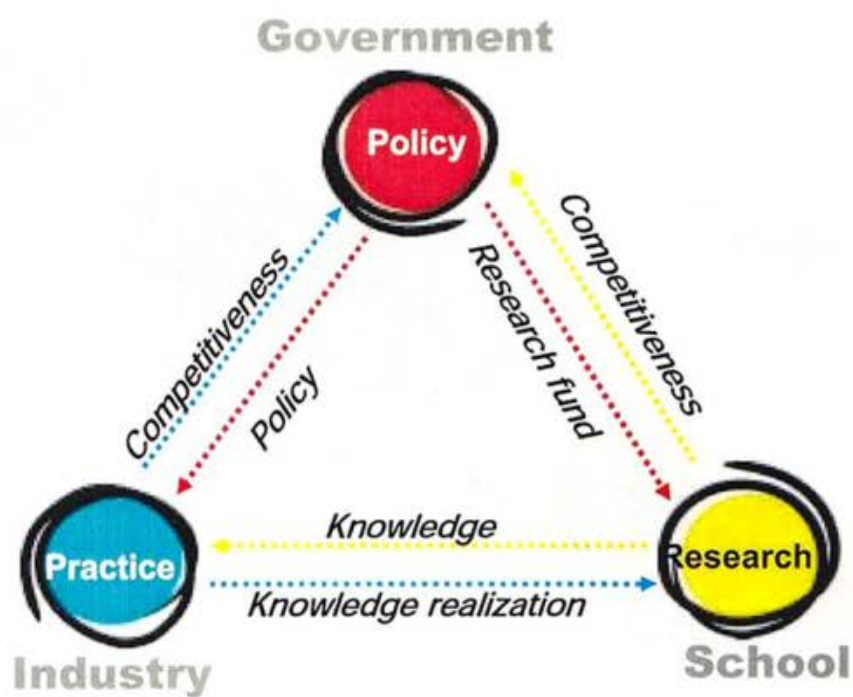 Government
Policy
Competitiveness
Policy
Research fund
Competitiveness
Knowledge
Practice
Research
Knowledge realization
Industry
School